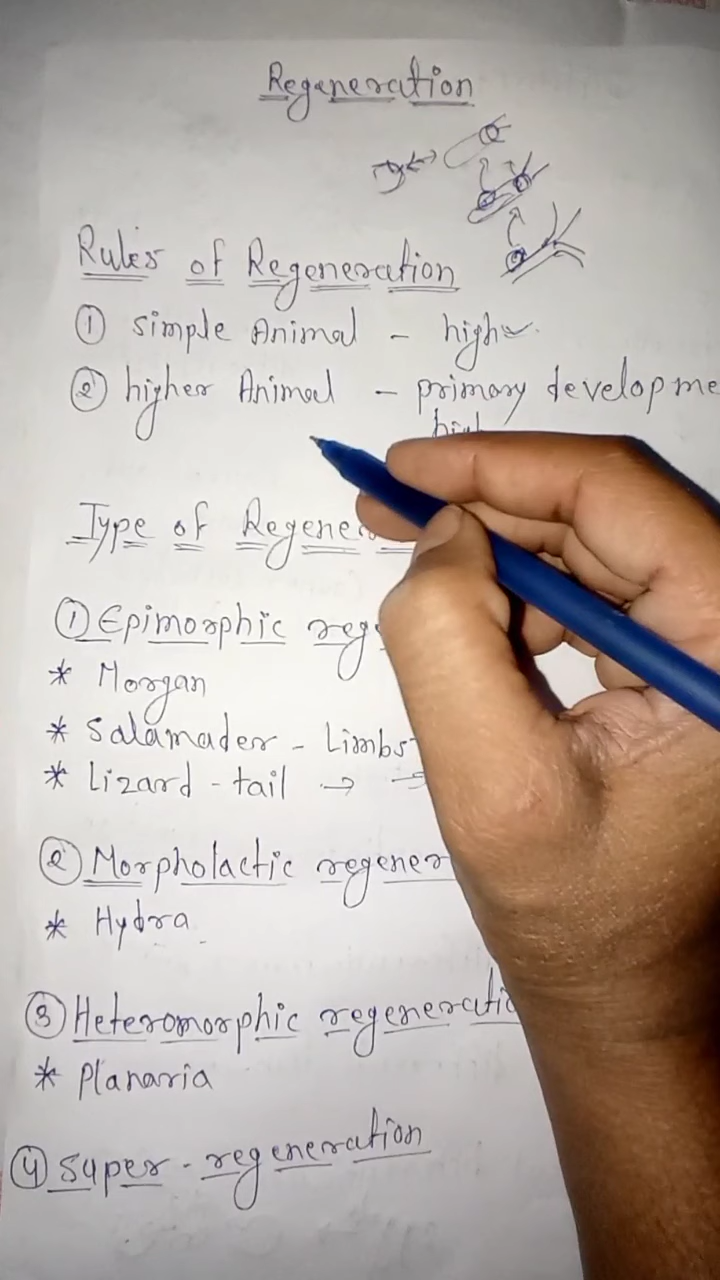 Regeneration
Rules of Regeneration
① simple Animal - high
② higher Animal - primary developme
Type of Regene
① Epimorphic reg
* Morgan
* Salamader - Limbs
* Lizard - tail → →
② Morpholactic regener
* Hydra
③ Heteromorphic regeneratio
* Planaria
④ Super - regeneration